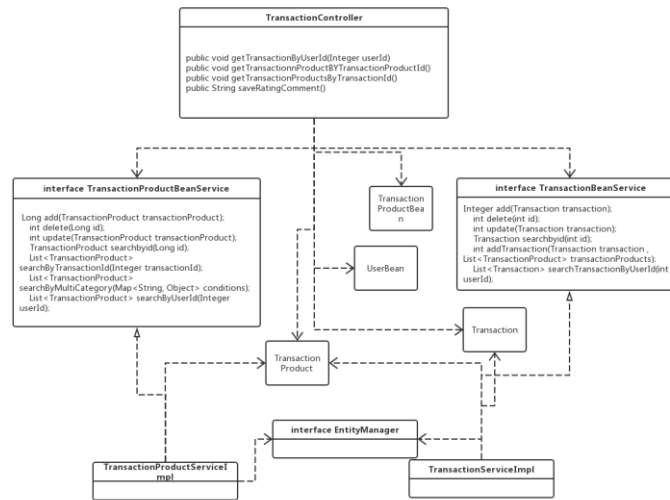 TransactionController
public void getTransactionByUserId(Integer userId)
public void getTransactionnProductBYTransactionProductId()
public void getTransactionProductsByTransactionId()
public String saveRatingComment()
interface TransactionProductBeanService
Long add(TransactionProduct transactionProduct);
int delete(Long id);
int update(TransactionProduct transactionProduct);
TransactionProduct searchbyid(Long id);
List<TransactionProduct>
searchByTransactionId(Integer transactionId);
List<TransactionProduct>
searchByMultiCategory(Map<String, Object> conditions);
List<TransactionProduct> searchByUserId(Integer
userId);
Transaction
ProductBea
n
interface TransactionBeanService
Integer add(Transaction transaction);
int delete(int id);
int update(Transaction transaction);
Transaction searchbyid(int id);
int addTransaction(Transaction transaction ,
List<TransactionProduct> transactionProducts);
List<Transaction> searchTransactionByUserId(int
userId);
UserBean
Transaction
Transaction
Product
interface EntityManager
TransactionProductServiceI
mpl
TransactionServiceImpl